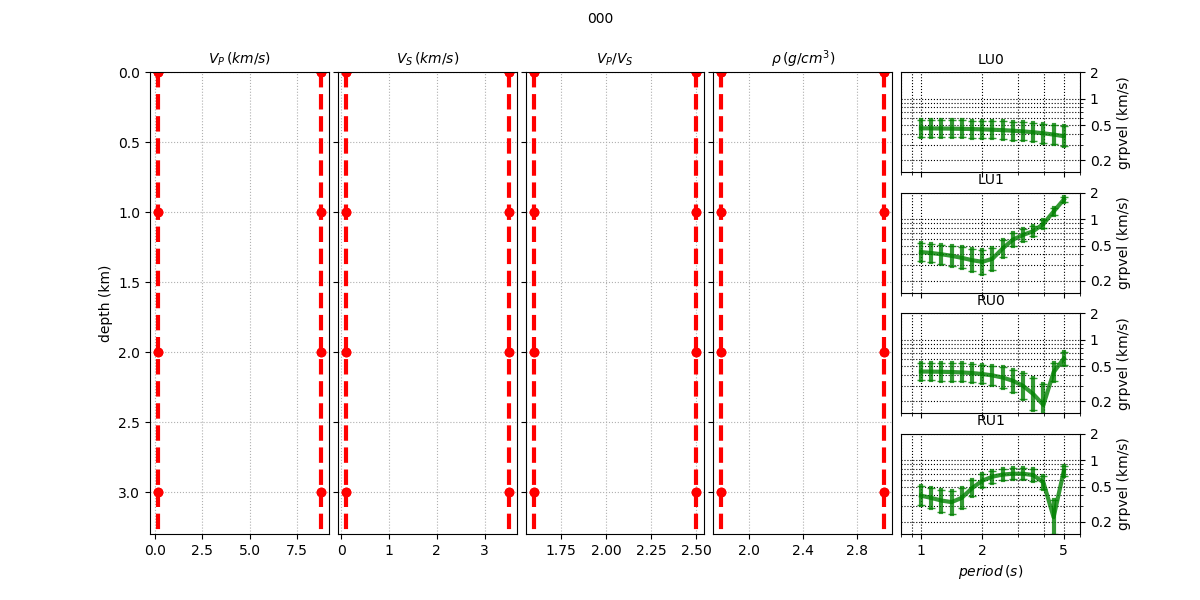 000
V_P (km/s)
V_S (km/s)
V_P/V_S
ρ (g/cm^3)
LU0
depth (km)
0.0
0.5
1.0
1.5
2.0
2.5
3.0
0.0 2.5 5.0 7.5
0 1 2 3
1.75 2.00 2.25 2.50
2.0 2.4 2.8
2
1
0.5
0.2
grpvel (km/s)
LU1
2
1
0.5
0.2
grpvel (km/s)
RU0
2
1
0.5
0.2
grpvel (km/s)
RU1
2
1
0.5
0.2
grpvel (km/s)
1 2 5
period (s)